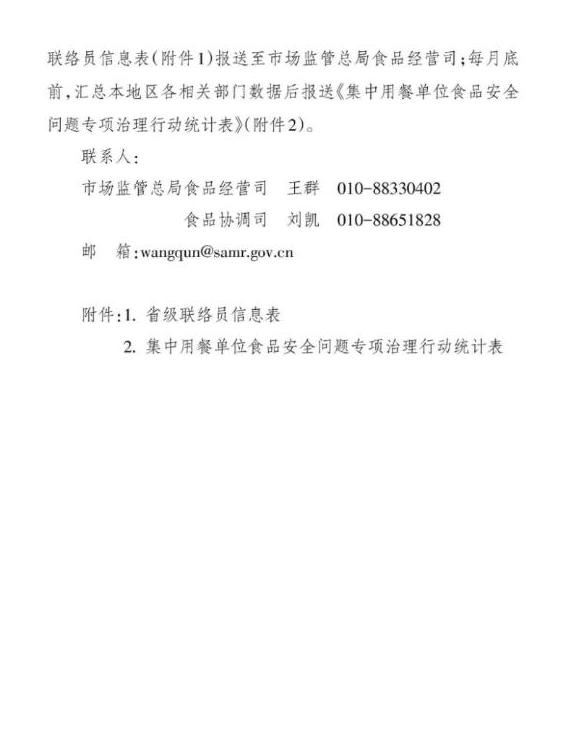 联络员信息表(附件1)报送至市场监管总局食品经营司;每月底
前,汇总本地区各相关部门数据后报送《集中用餐单位食品安全
问题专项治理行动统计表》(附件2)。
联系人:
市场监管总局食品经营司 王群 010-88330402
食品协调司 刘凯 010-88651828
邮 箱:wangqun@samr.gov.cn
附件:1. 省级联络员信息表
2. 集中用餐单位食品安全问题专项治理行动统计表